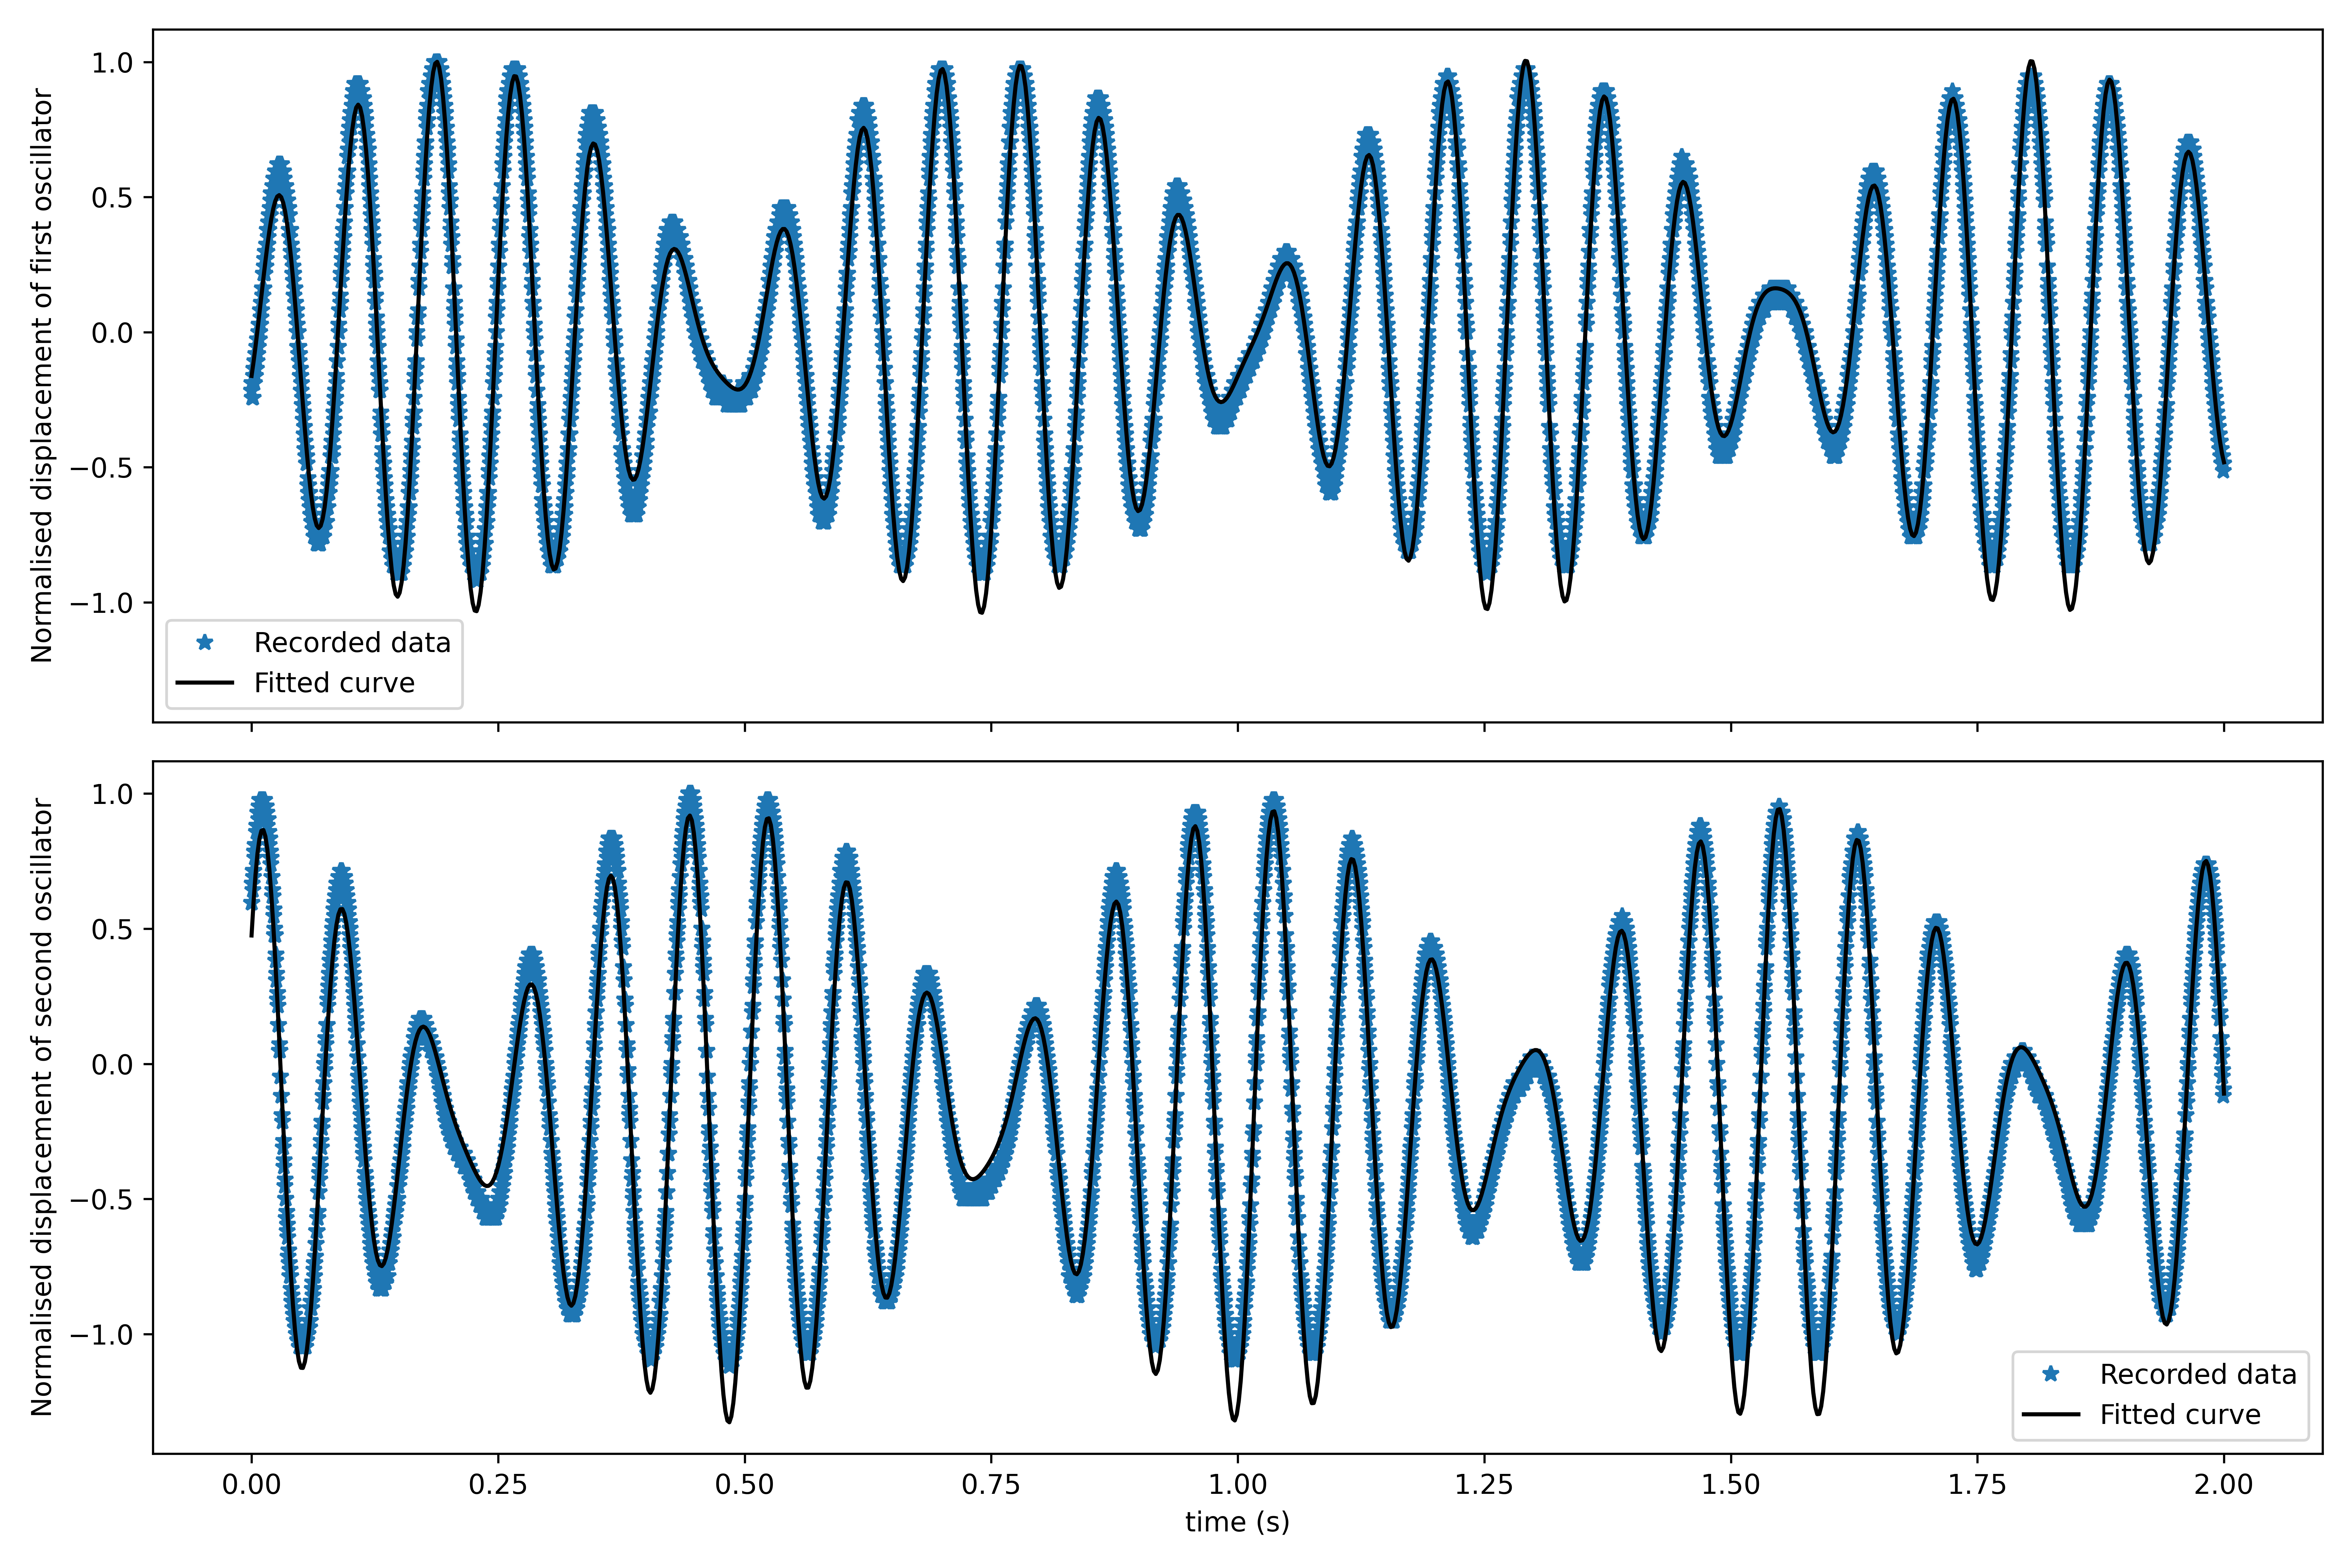 Normalised displacement of first oscillator
1.0
0.5
0.0
−0.5
−1.0
Recorded data
Fitted curve
Normalised displacement of second oscillator
1.0
0.5
0.0
−0.5
−1.0
Recorded data
Fitted curve
0.00 0.25 0.50 0.75 1.00 1.25 1.50 1.75 2.00
time (s)